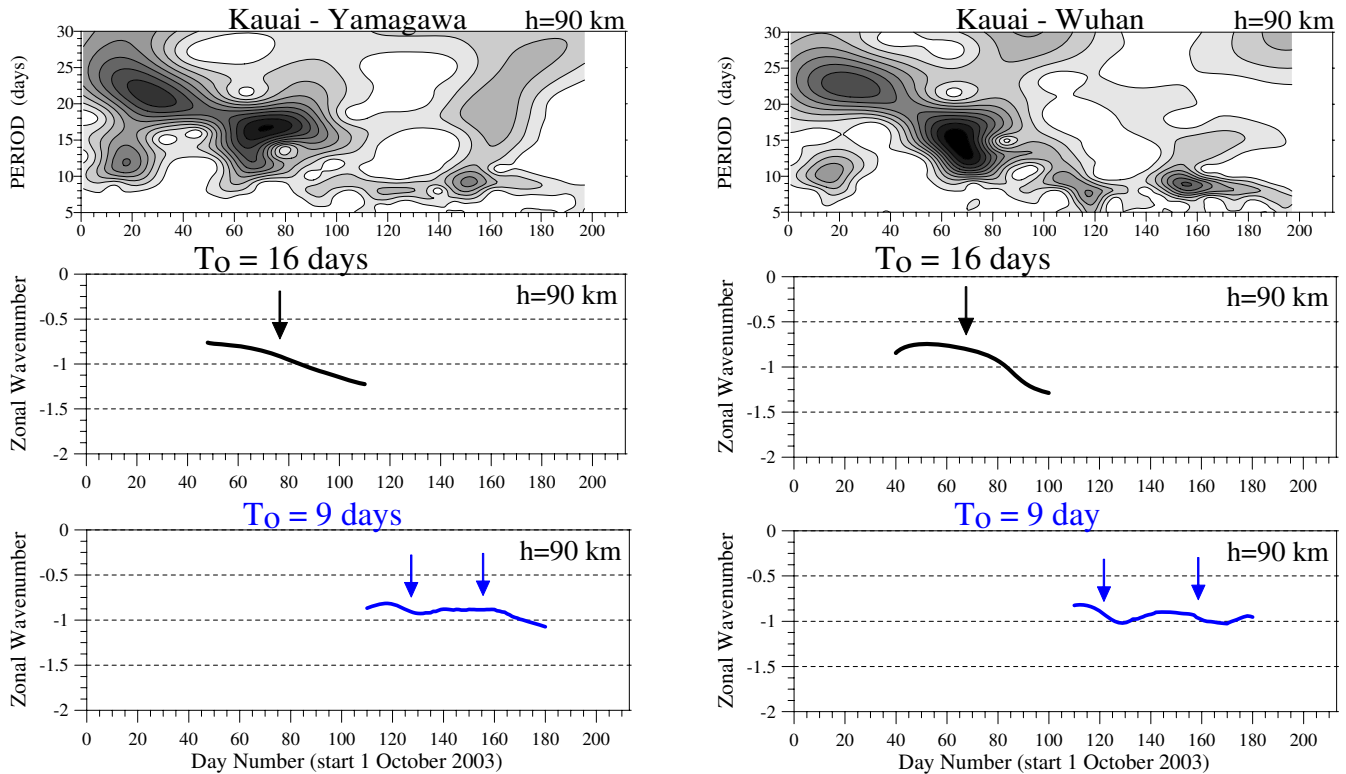 Kauai - Yamagawa h=90 km
PERIOD (days)
30
25
20
15
10
5
0 20 40 60 80 100 120 140 160 180 200
To = 16 days
h=90 km
Zonal Wavenumber
0
-0.5
-1
-1.5
-2
0 20 40 60 80 100 120 140 160 180 200
To = 9 days
h=90 km
Zonal Wavenumber
0
-0.5
-1
-1.5
-2
0 20 40 60 80 100 120 140 160 180 200
Day Number (start 1 October 2003)
Kauai - Wuhan h=90 km
PERIOD (days)
30
25
20
15
10
5
0 20 40 60 80 100 120 140 160 180 200
To = 16 days
h=90 km
Zonal Wavenumber
0
-0.5
-1
-1.5
-2
0 20 40 60 80 100 120 140 160 180 200
To = 9 day
h=90 km
Zonal Wavenumber
0
-0.5
-1
-1.5
-2
0 20 40 60 80 100 120 140 160 180 200
Day Number (start 1 October 2003)